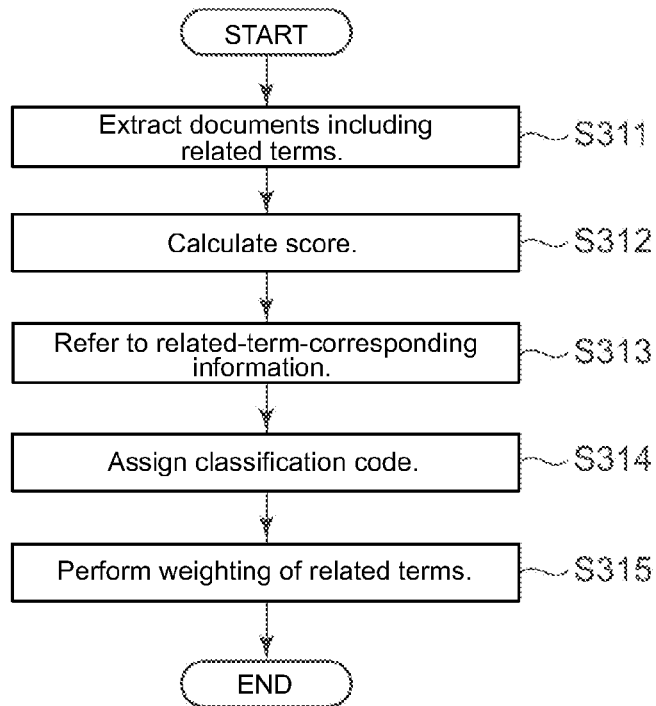 START
Extract documents including
related terms.
S311
Calculate score.
S312
Refer to related-term-corresponding
information.
S313
Assign classification code.
S314
Perform weighting of related terms.
S315
END